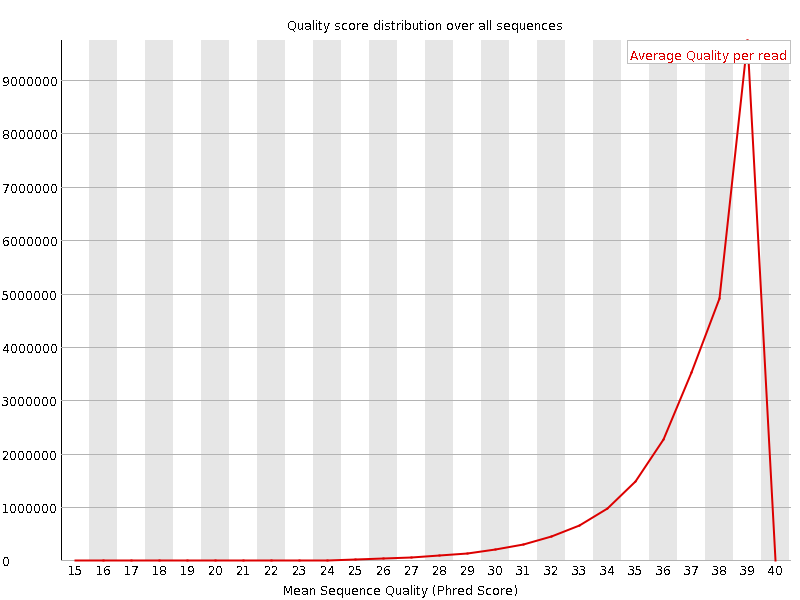 Quality score distribution over all sequences
Average Quality per read
9000000
8000000
7000000
6000000
5000000
4000000
3000000
2000000
1000000
0
15 16 17 18 19 20 21 22 23 24 25 26 27 28 29 30 31 32 33 34 35 36 37 38 39 40
Mean Sequence Quality (Phred Score)